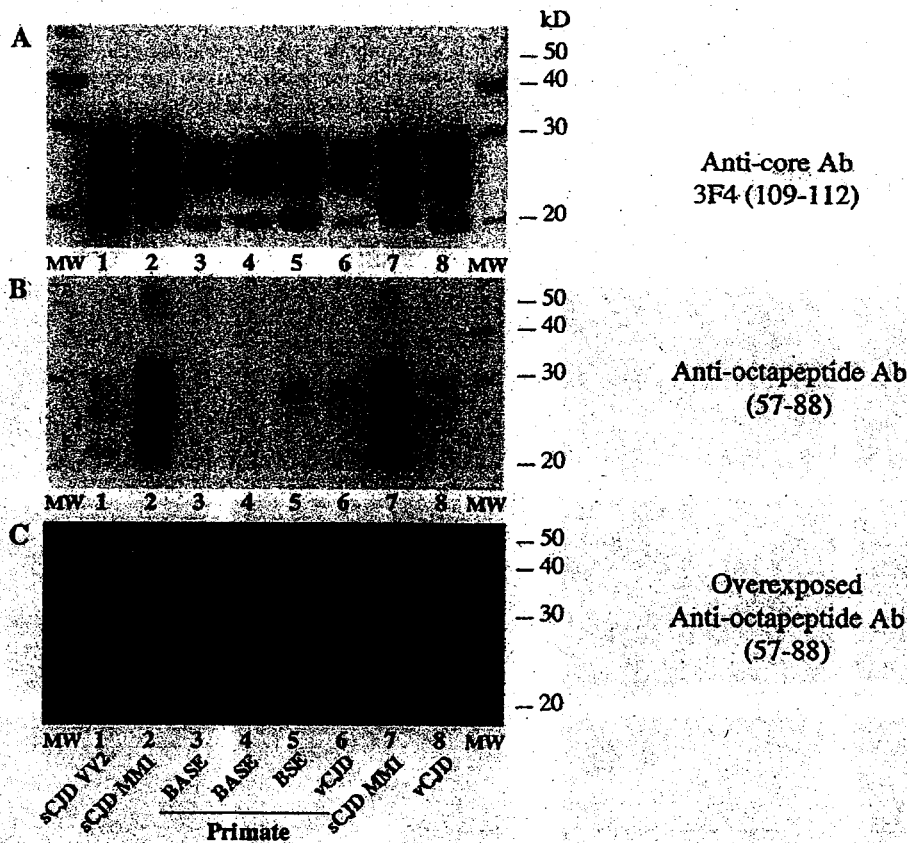 kD
A
50
40
30
20
Anti-core Ab
3F4 (109-112)
MW 1 2 3 4 5 6 7 8 MW
B
50
40
30
20
Anti-octapeptide Ab
(57-88)
MW 1 2 3 4 5 6 7 8 MW
C
50
40
30
20
Overexposed
Anti-octapeptide Ab
(57-88)
MW 1 2 3 4 5 6 7 8 MW
sCJD VV2
sCJD MM1
BASE
BASE
BSE
vCJD
sCJD MM1
vCJD
Primate